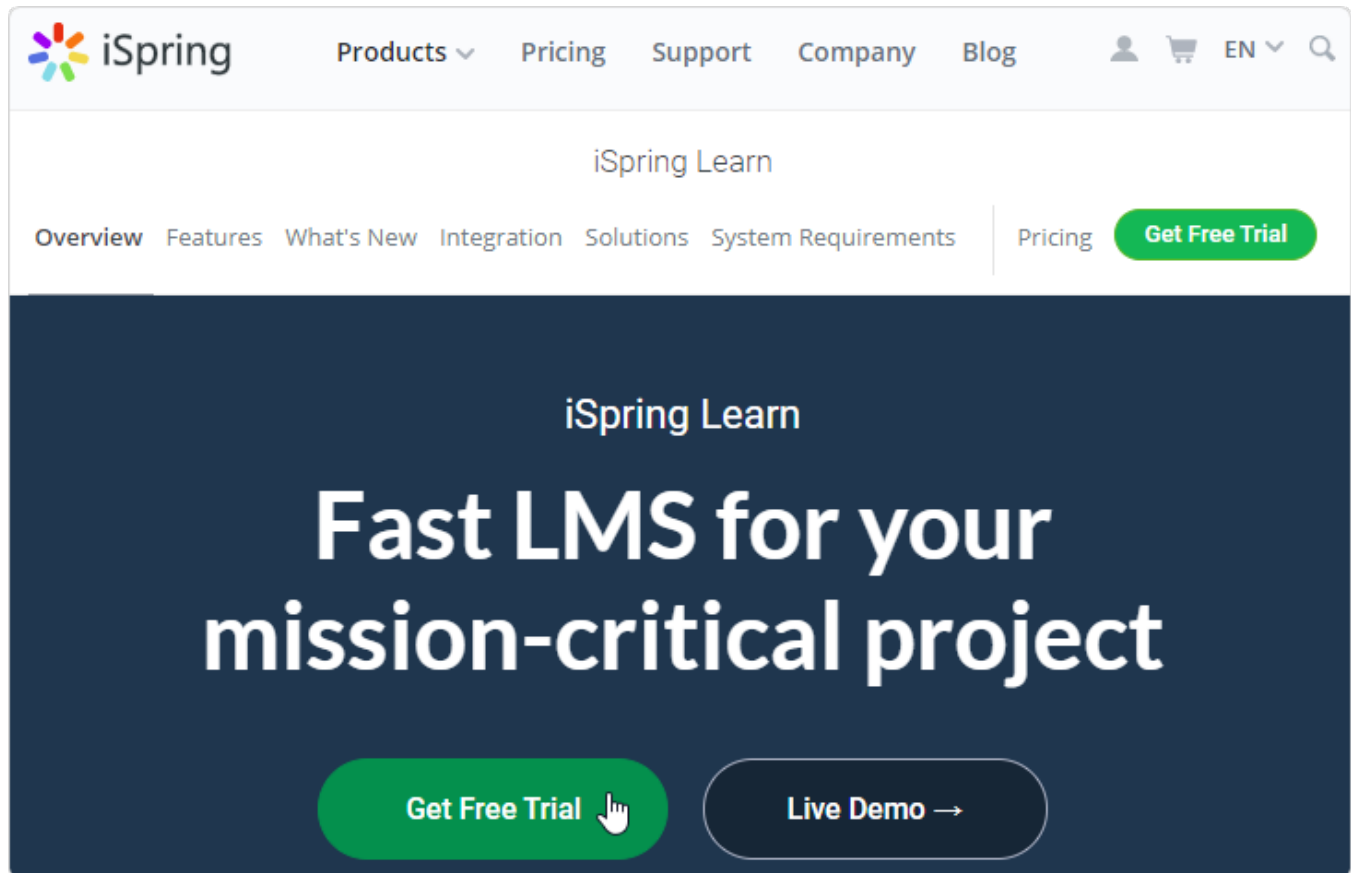 iSpring Products Pricing Support Company Blog EN
iSpring Learn
Overview Features What's New Integration Solutions System Requirements Pricing Get Free Trial
iSpring Learn
Fast LMS for your
mission-critical project
Get Free Trial Live Demo →